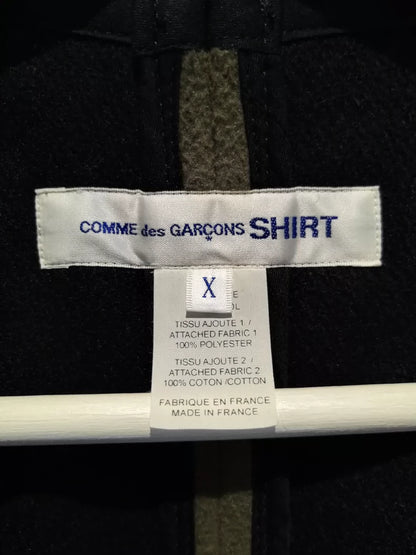 COMME des GARÇONS SHIRT
X
TISSU AJOUTE 1 /
ATTACHED FABRIC 1
100% POLYESTER
TISSU AJOUTE 2 /
ATTACHED FABRIC 2
100% COTON /COTTON
FABRIQUE EN FRANCE
MADE IN FRANCE